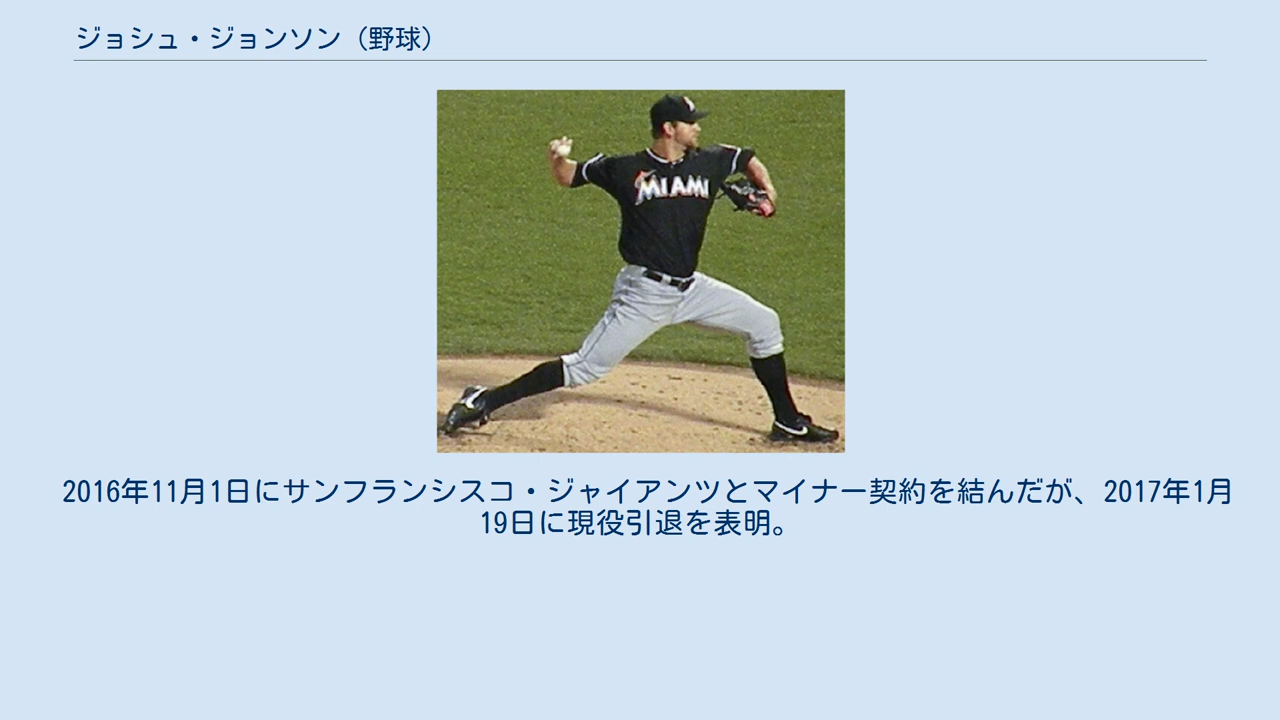 ジョシュ・ジョンソン（野球）
MIAMI
2016年11月1日にサンフランシスコ・ジャイアンツとマイナー契約を結んだが、2017年1月
19日に現役引退を表明。